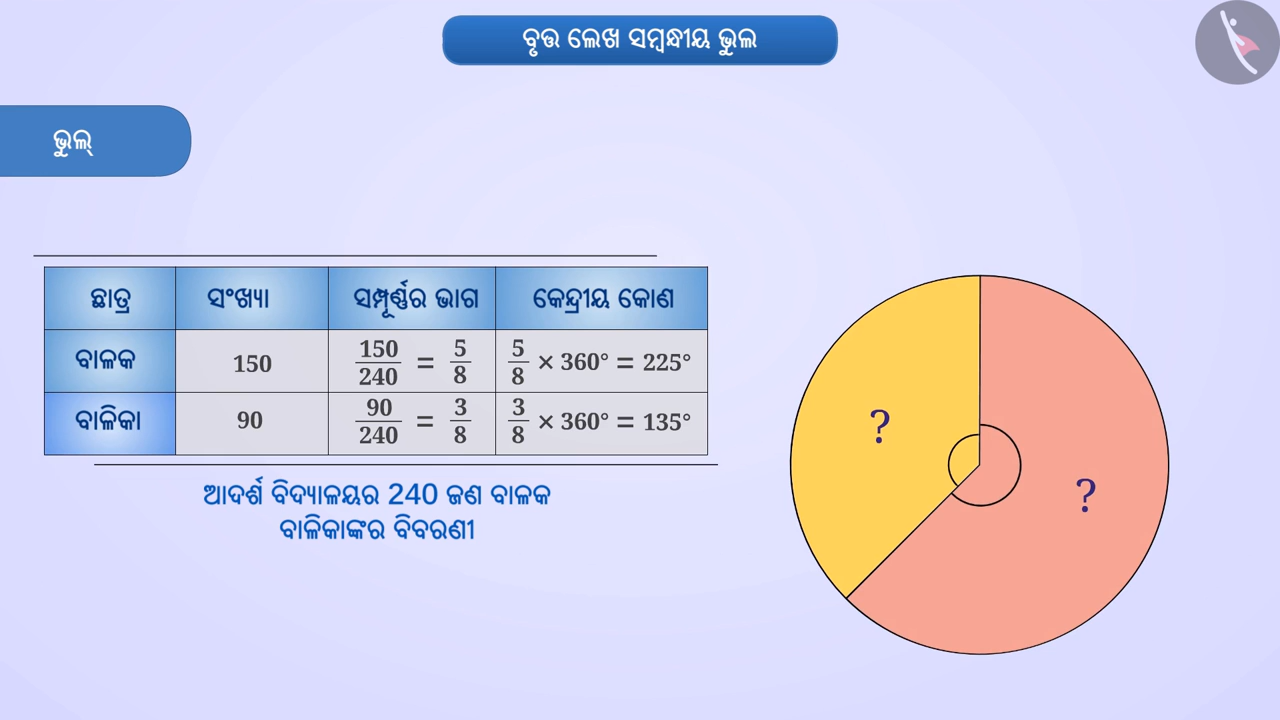 ବୃତ୍ତ ଲେଖ ସମ୍ବନ୍ଧୀୟ ଭୁଲ
ଭୁଲ୍
ଛାତ୍ର ସଂଖ୍ୟା ସମ୍ପୂର୍ଣ୍ଣର ଭାଗ କେନ୍ଦ୍ରୀୟ କୋଣ
ବାଳକ 150 150/240 = 5/8 5/8 × 360° = 225°
ବାଳିକା 90 90/240 = 3/8 3/8 × 360° = 135°
ଆଦର୍ଶ ବିଦ୍ୟାଳୟର 240 ଜଣ ବାଳକ
ବାଳିକାଙ୍କର ବିବରଣୀ
?
?